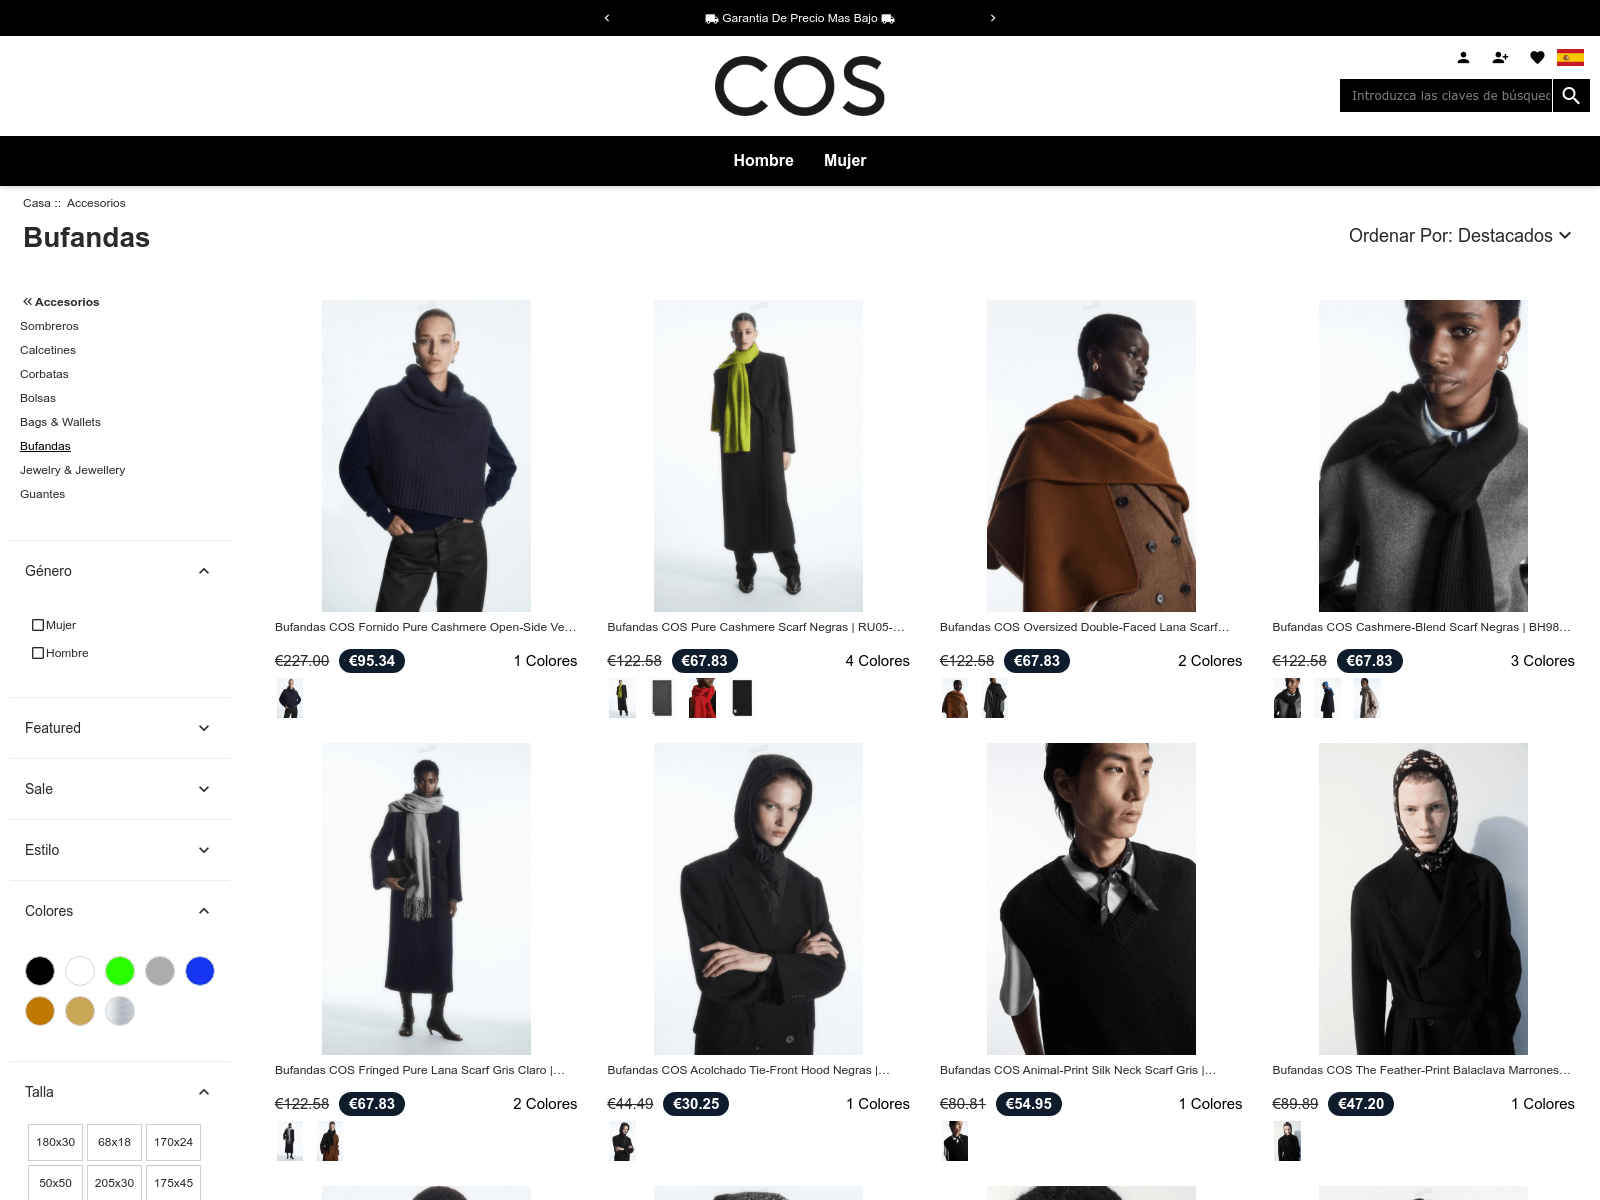 Garantia De Precio Mas Bajo
COS
Introduzca las claves de búsqued
Hombre Mujer
Casa :: Accesorios
Bufandas
Ordenar Por: Destacados
Accesorios
Sombreros
Calcetines
Corbatas
Bolsas
Bags & Wallets
Bufandas
Jewelry & Jewellery
Guantes
Género
Mujer
Hombre
Featured
Sale
Estilo
Colores
Talla
180x30 68x18 170x24
50x50 205x30 175x45
Bufandas COS Fornido Pure Cashmere Open-Side Ve...
€227.00 €95.34 1 Colores
Bufandas COS Pure Cashmere Scarf Negras | RU05-...
€122.58 €67.83 4 Colores
Bufandas COS Oversized Double-Faced Lana Scarf...
€122.58 €67.83 2 Colores
Bufandas COS Cashmere-Blend Scarf Negras | BH98...
€122.58 €67.83 3 Colores
Bufandas COS Fringed Pure Lana Scarf Gris Claro |...
€122.58 €67.83 2 Colores
Bufandas COS Acolchado Tie-Front Hood Negras |...
€44.49 €30.25 1 Colores
Bufandas COS Animal-Print Silk Neck Scarf Gris |...
€80.81 €54.95 1 Colores
Bufandas COS The Feather-Print Balaclava Marrones...
€89.89 €47.20 1 Colores